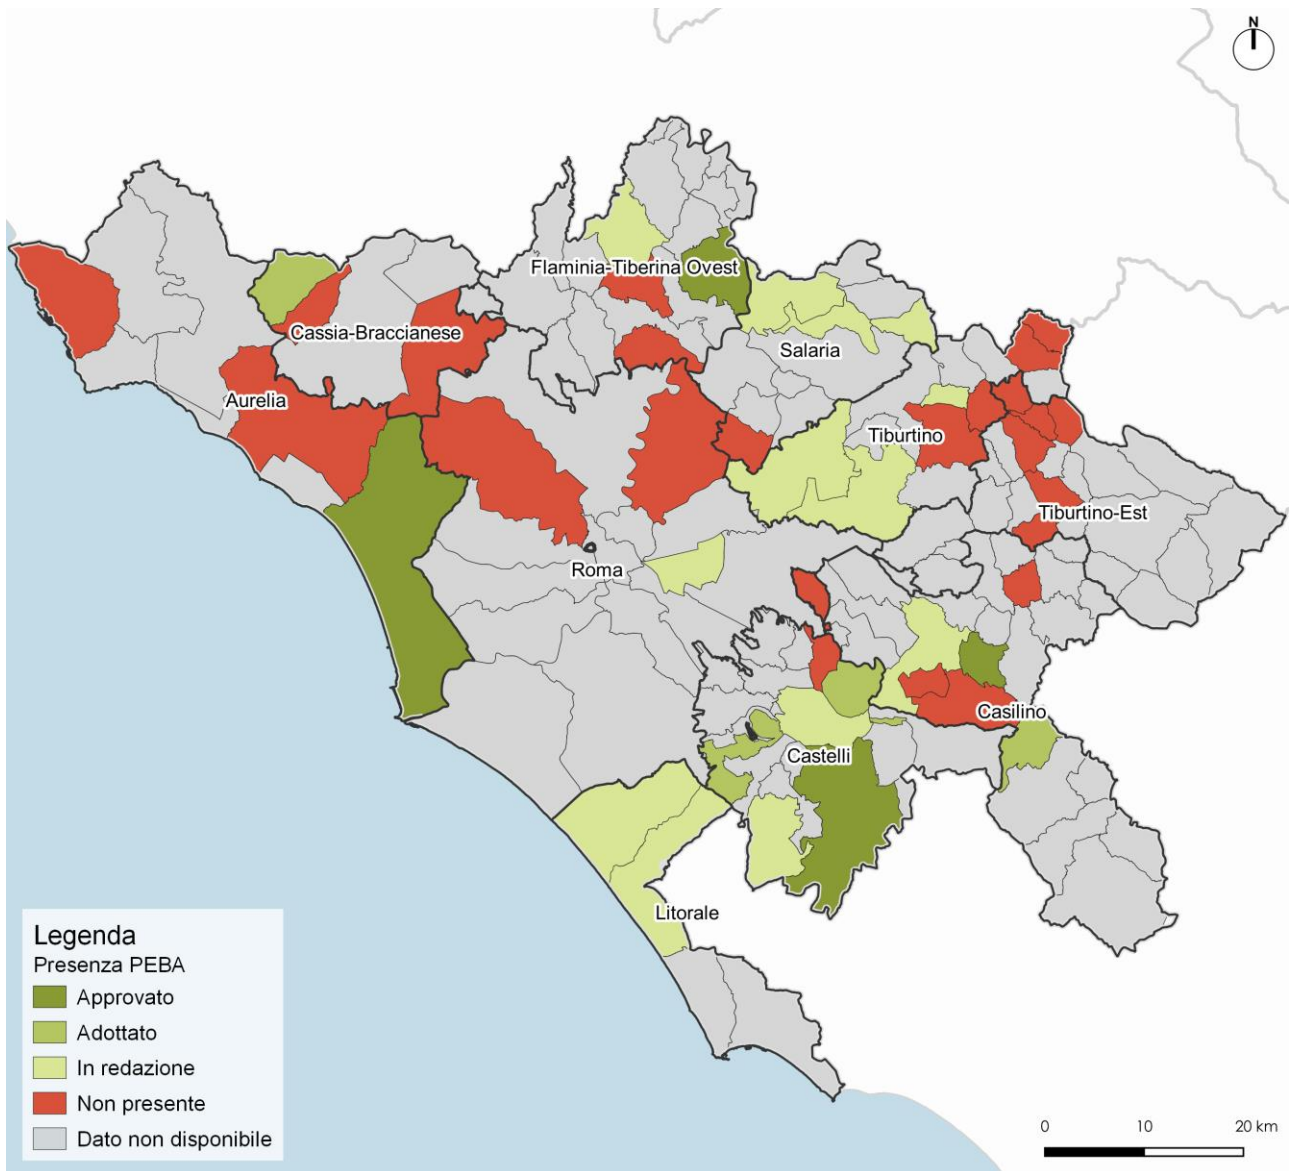 N
Flaminia-Tiberina Ovest
Cassia-Braccianese
Salaria
Aurelia
Tiburtino
Tiburtino-Est
Roma
Casilino
Castelli
Litorale
Legenda
Presenza PEBA
Approvato
Adottato
In redazione
Non presente
Dato non disponibile
0 10 20 km